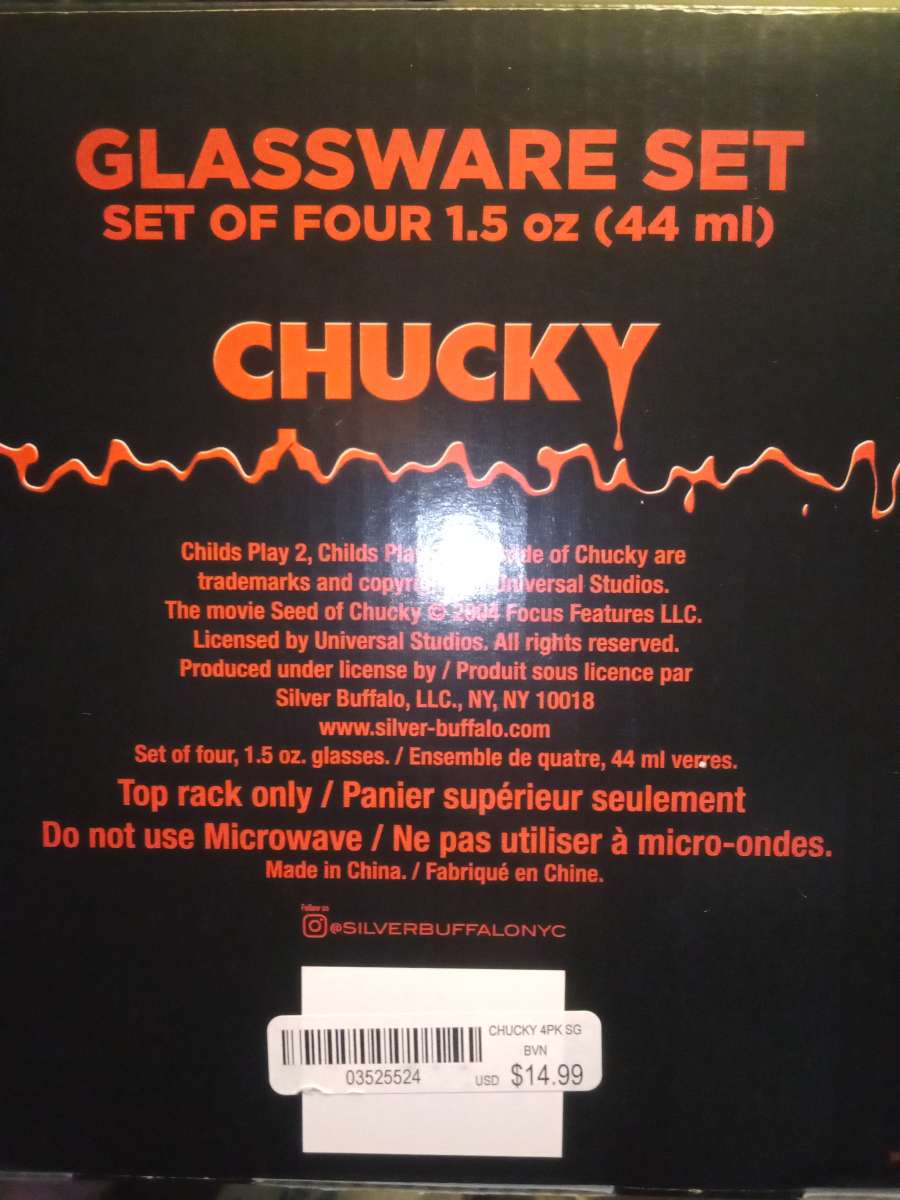 GLASSWARE SET
SET OF FOUR 1.5 oz (44 ml)
CHUCKY
Childs Play 2, Childs of Chucky are
trademarks and Universal Studios.
The movie Seed of Chucky © 2004 Focus Features LLC.
Licensed by Universal Studios. All rights reserved.
Produced under license by / Produit sous licence par
Silver Buffalo, LLC., NY, NY 10018
www.silver-buffalo.com
Set of four, 1.5 oz. glasses. / Ensemble de quatre, 44 ml verres.
Top rack only / Panier supérieur seulement
Do not use Microwave / Ne pas utiliser à micro-ondes.
Made in China. / Fabriqué en Chine.
Follow us
@SILVERBUFFALONYC
CHUCKY 4PK SG
BVN
03525524
USD $14.99